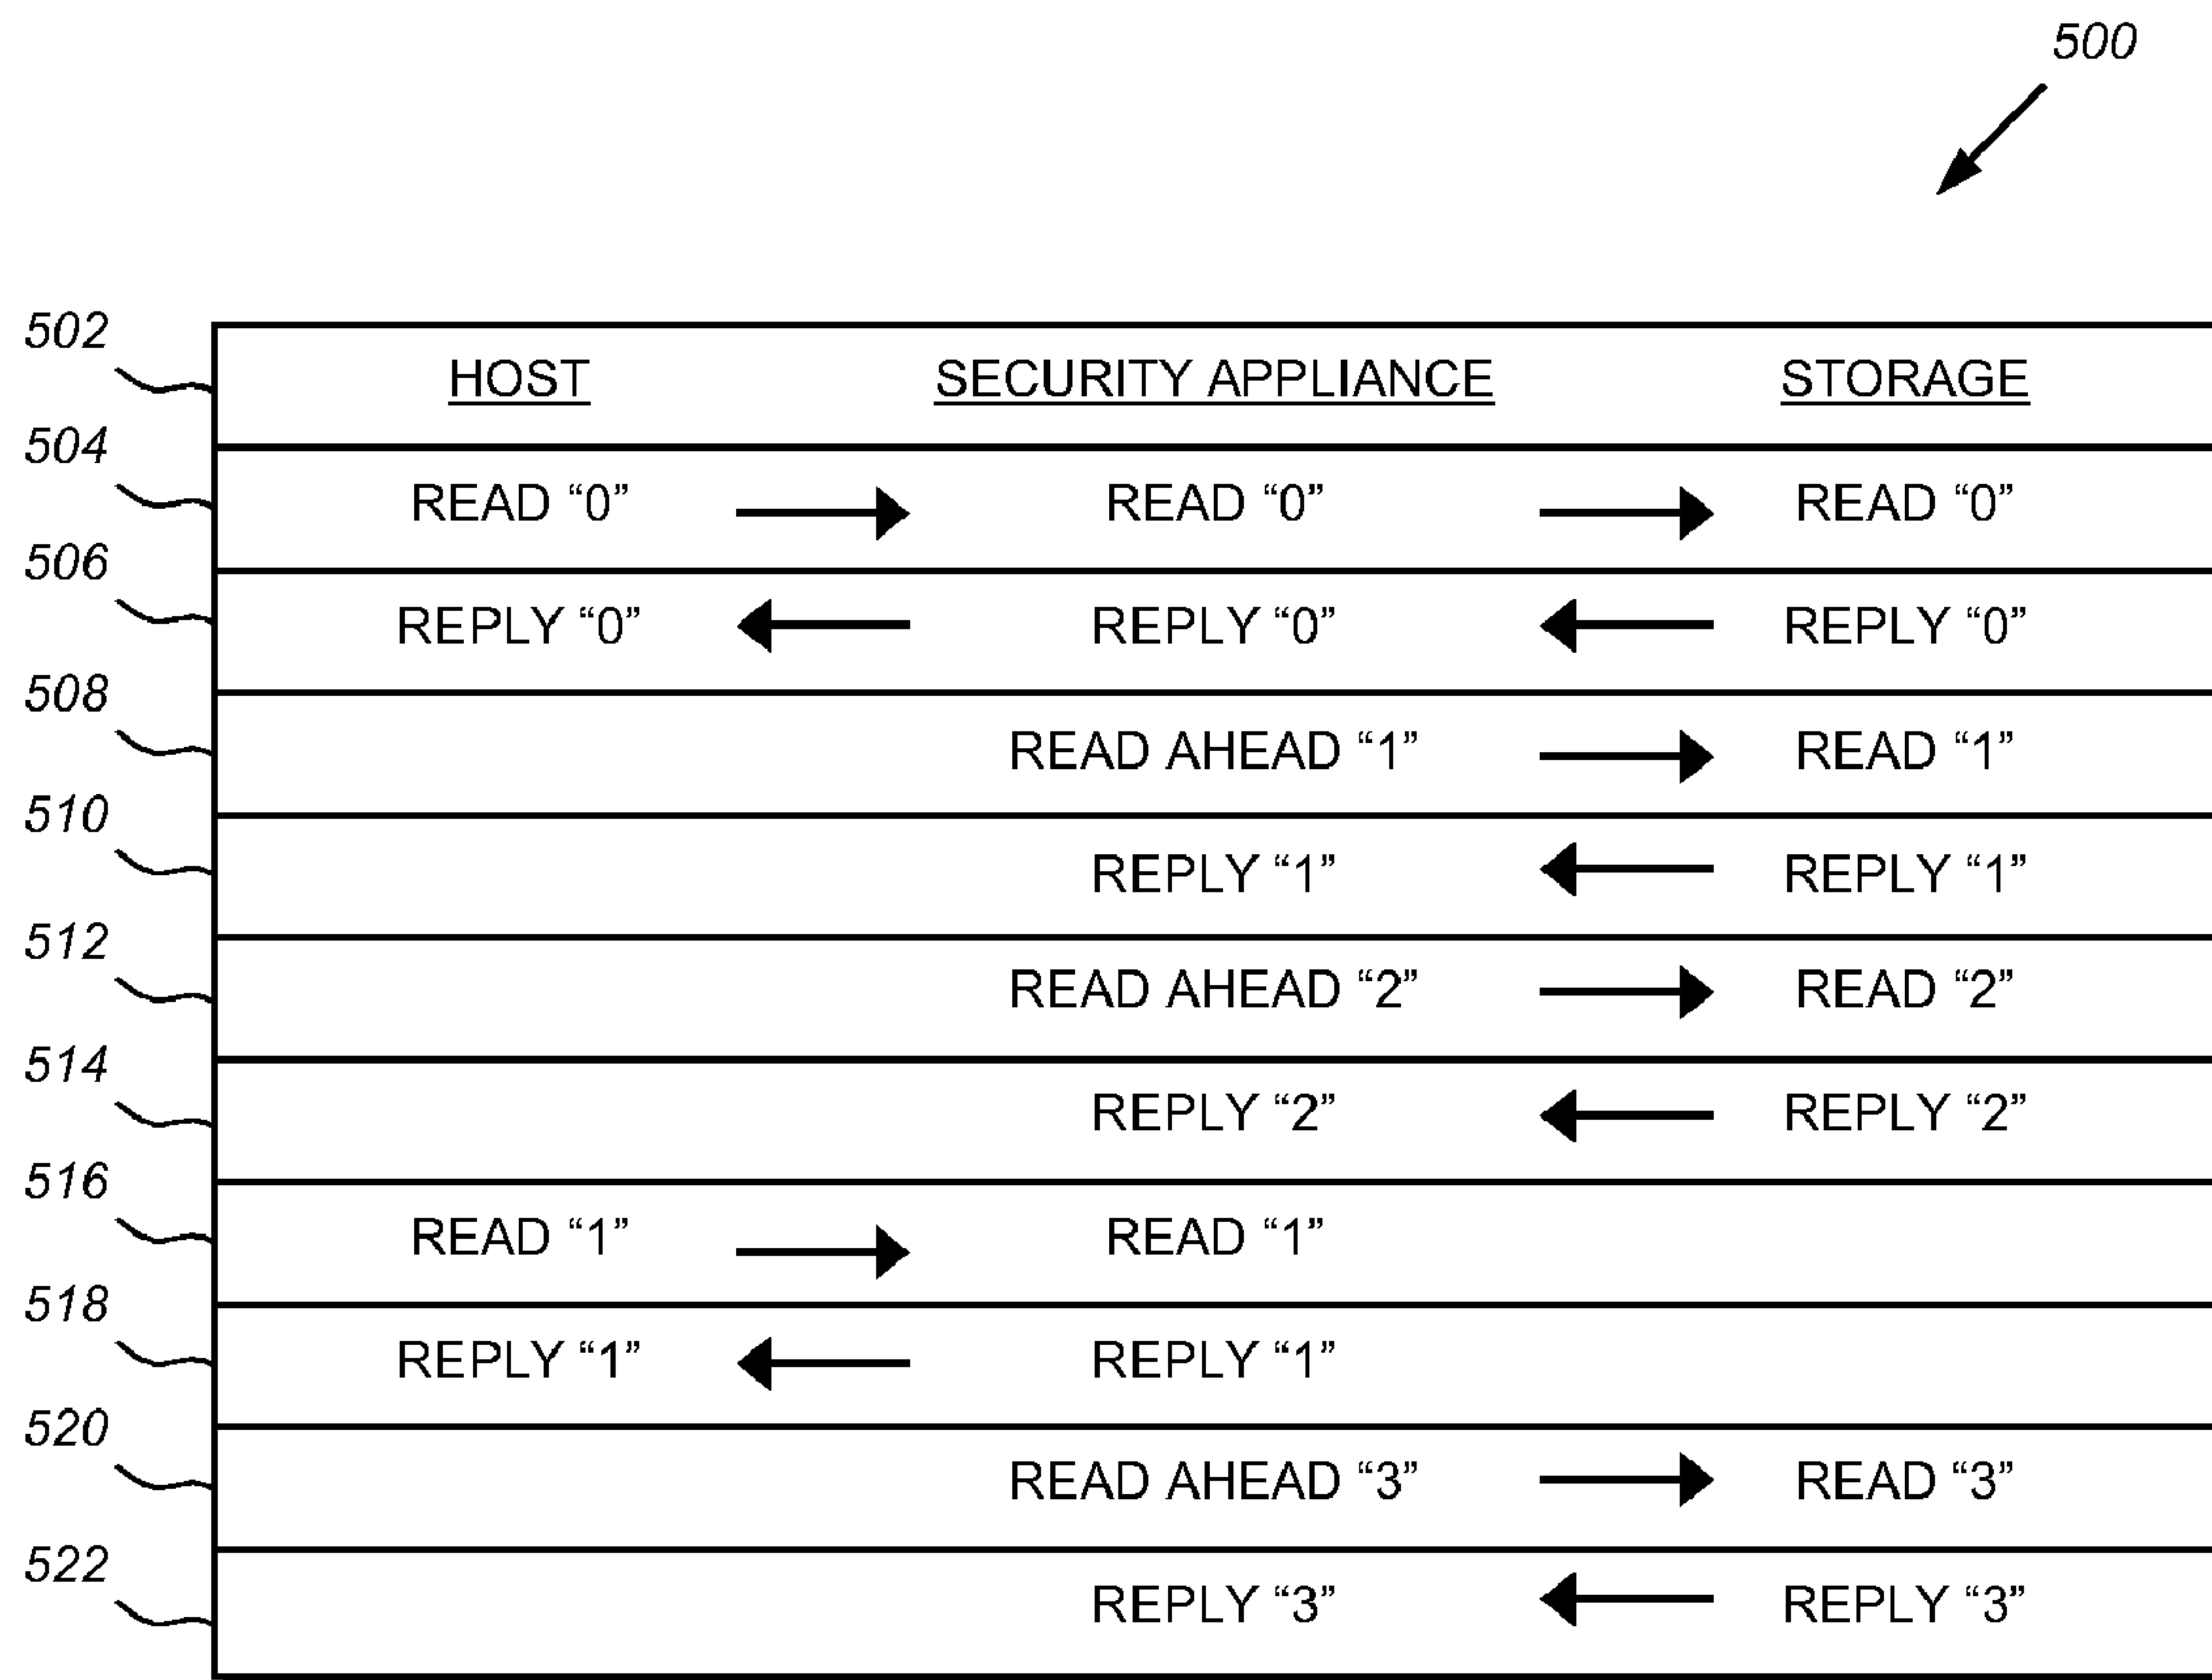 500
502
HOST SECURITY APPLIANCE STORAGE
504
READ “0” READ “0” READ “0”
506
REPLY “0” REPLY “0” REPLY “0”
508
READ AHEAD “1” READ “1”
510
REPLY “1” REPLY “1”
512
READ AHEAD “2” READ “2”
514
REPLY “2” REPLY “2”
516
READ “1” READ “1”
518
REPLY “1” REPLY “1”
520
READ AHEAD “3” READ “3”
522
REPLY “3” REPLY “3”